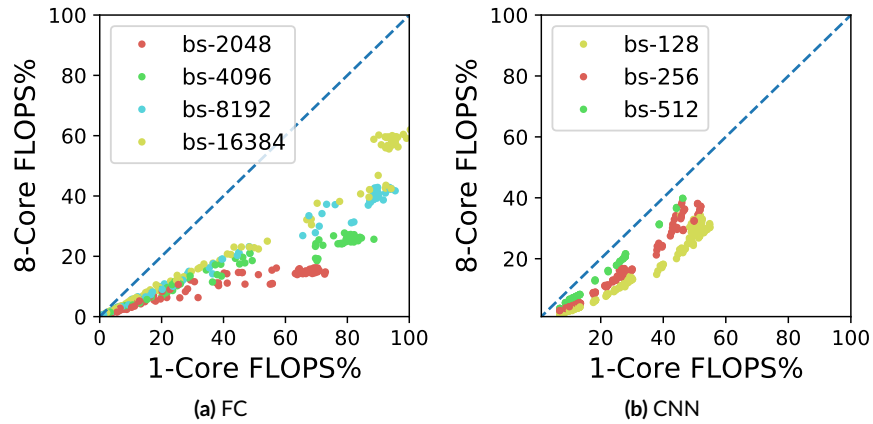 100
80
60
40
20
0
0
20
40
60
80
100
8-Core FLOPS%
1-Core FLOPS%
bs-2048
bs-4096
bs-8192
bs-16384
(a) FC
100
80
60
40
20
20
40
60
80
100
8-Core FLOPS%
1-Core FLOPS%
bs-128
bs-256
bs-512
(b) CNN